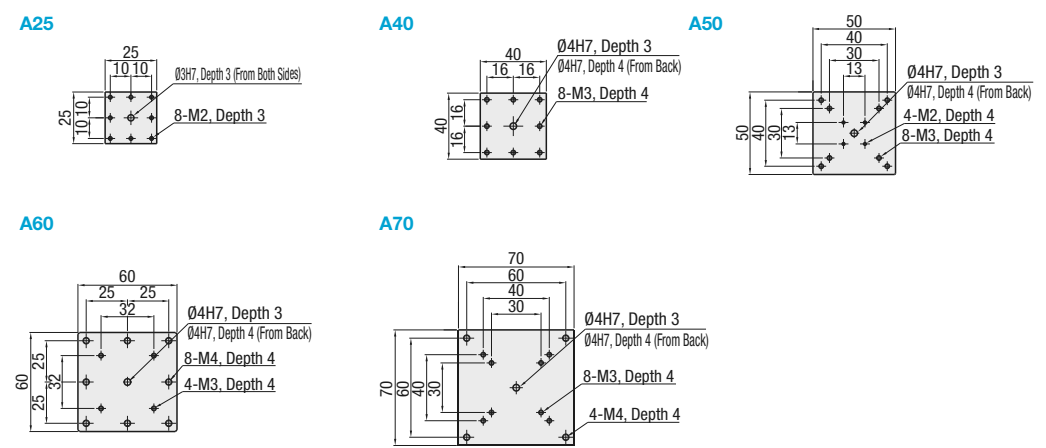 A25
25
10 10
Ø3H7, Depth 3 (From Both Sides)
25
10 10
8-M2, Depth 3
A40
40
16 16
Ø4H7, Depth 3
Ø4H7, Depth 4 (From Back)
8-M3, Depth 4
40
16
16
A50
50
40
30
13
Ø4H7, Depth 3
Ø4H7, Depth 4 (From Back)
4-M2, Depth 4
8-M3, Depth 4
50
40
30
13
A60
60
25 25
32
Ø4H7, Depth 3
Ø4H7, Depth 4 (From Back)
8-M4, Depth 4
4-M3, Depth 4
60
25
32
25
A70
70
60
40
30
Ø4H7, Depth 3
Ø4H7, Depth 4 (From Back)
8-M3, Depth 4
4-M4, Depth 4
70
60
40
30